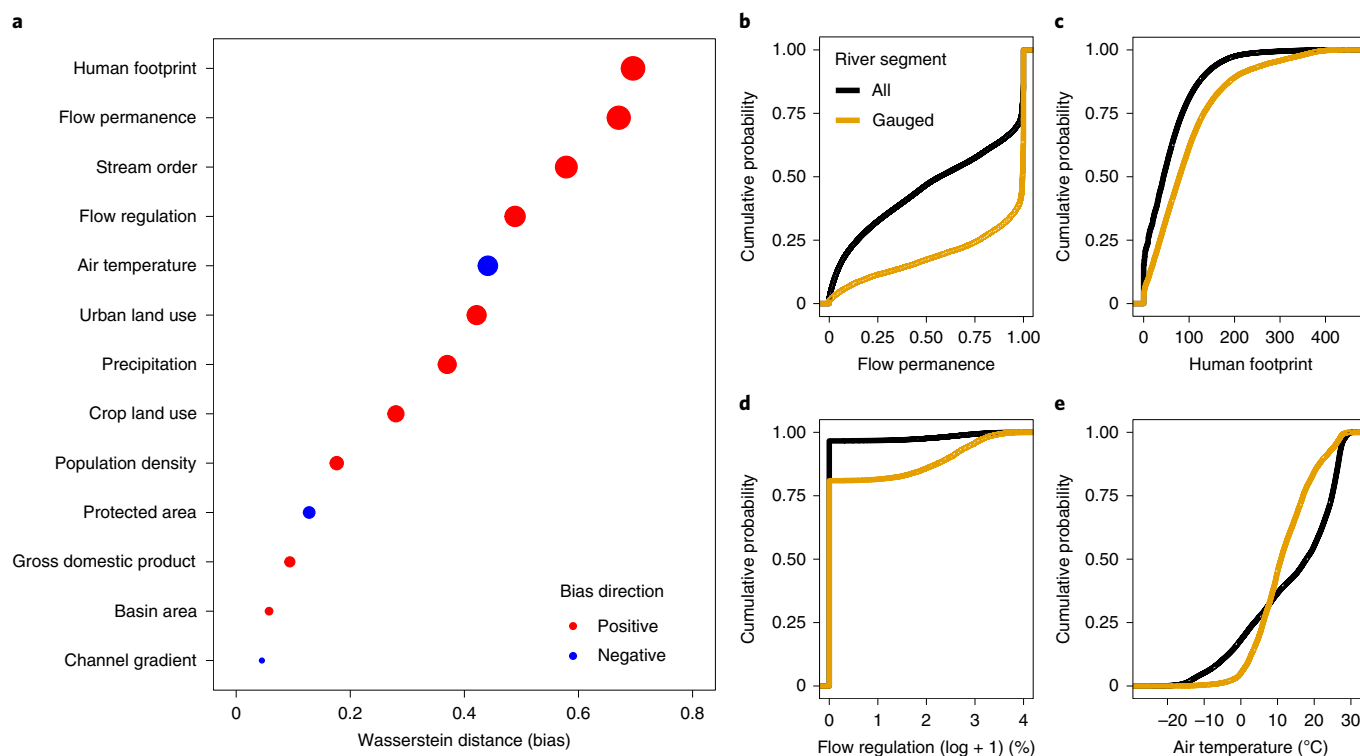 a
Human footprint
Flow permanence
Stream order
Flow regulation
Air temperature
Urban land use
Precipitation
Crop land use
Population density
Protected area
Gross domestic product
Basin area
Channel gradient
Bias direction
Positive
Negative
0 0.2 0.4 0.6 0.8
Wasserstein distance (bias)
b
Cumulative probability
1.00
0.75
0.50
0.25
0
River segment
All
Gauged
0 0.25 0.50 0.75 1.00
Flow permanence
c
Cumulative probability
1.00
0.75
0.50
0.25
0
0 100 200 300 400
Human footprint
d
Cumulative probability
1.00
0.75
0.50
0.25
0
0 1 2 3 4
Flow regulation (log + 1) (%)
e
Cumulative probability
1.00
0.75
0.50
0.25
0
−20 −10 0 10 20 30
Air temperature (°C)